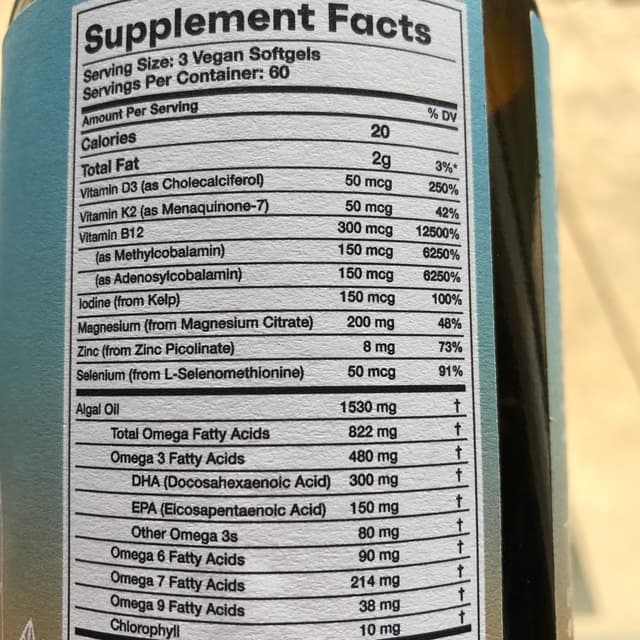 Supplement Facts
Serving Size: 3 Vegan Softgels
Servings Per Container: 60
Amount Per Serving % DV
Calories 20
Total Fat 2g 3%*
Vitamin D3 (as Cholecalciferol) 50 mcg 250%
Vitamin K2 (as Menaquinone-7) 50 mcg 42%
Vitamin B12 300 mcg 12500%
(as Methylcobalamin) 150 mcg 6250%
(as Adenosylcobalamin) 150 mcg 6250%
Iodine (from Kelp) 150 mcg 100%
Magnesium (from Magnesium Citrate) 200 mg 48%
Zinc (from Zinc Picolinate) 8 mg 73%
Selenium (from L-Selenomethionine) 50 mcg 91%
Algal Oil 1530 mg †
Total Omega Fatty Acids 822 mg †
Omega 3 Fatty Acids 480 mg †
DHA (Docosahexaenoic Acid) 300 mg †
EPA (Eicosapentaenoic Acid) 150 mg †
Other Omega 3s 80 mg †
Omega 6 Fatty Acids 90 mg †
Omega 7 Fatty Acids 214 mg †
Omega 9 Fatty Acids 38 mg †
Chlorophyll 10 mg †